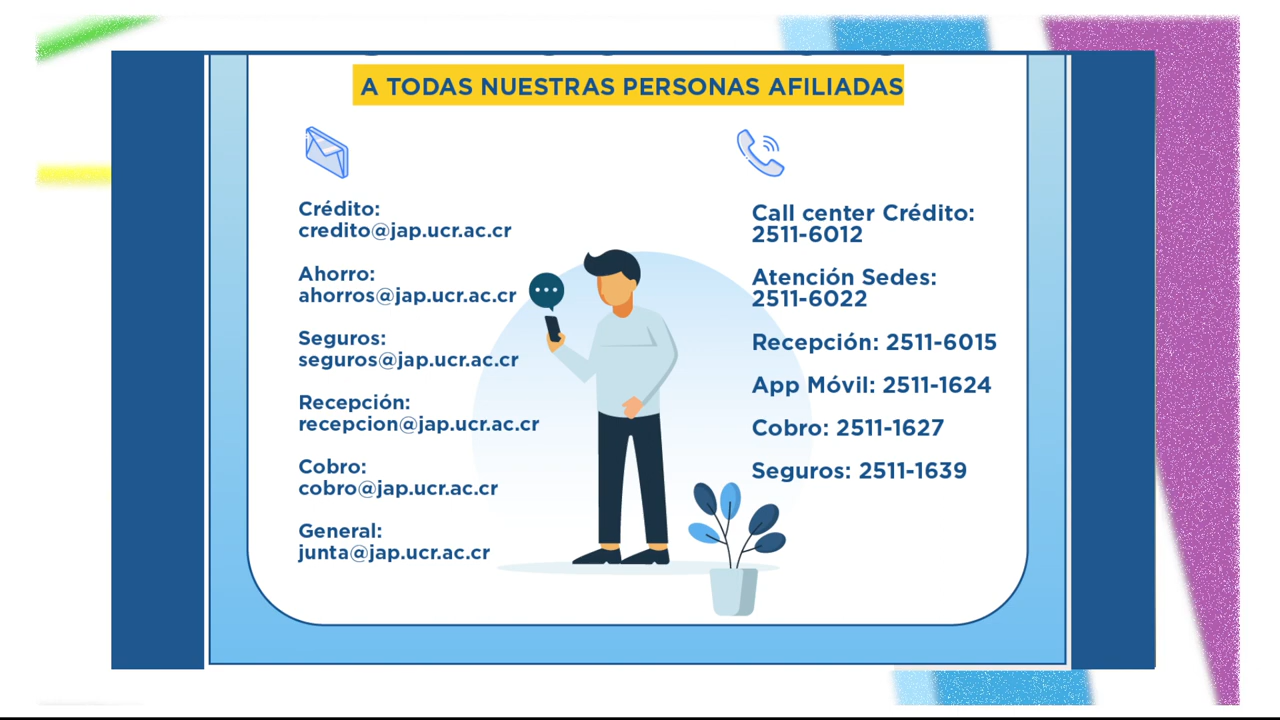 A TODAS NUESTRAS PERSONAS AFILIADAS
Crédito:
credito@jap.ucr.ac.cr
Ahorro:
ahorros@jap.ucr.ac.cr
Seguros:
seguros@jap.ucr.ac.cr
Recepción:
recepcion@jap.ucr.ac.cr
Cobro:
cobro@jap.ucr.ac.cr
General:
junta@jap.ucr.ac.cr
Call center Crédito:
2511-6012
Atención Sedes:
2511-6022
Recepción: 2511-6015
App Móvil: 2511-1624
Cobro: 2511-1627
Seguros: 2511-1639